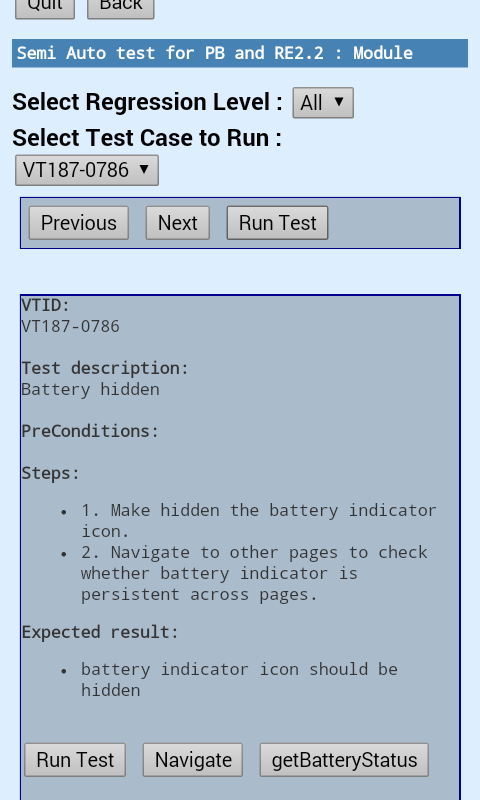 Quit Back
Semi Auto test for PB and RE2.2 : Module
Select Regression Level : All
Select Test Case to Run :
VT187-0786
Previous Next Run Test
VTID:
VT187-0786
Test description:
Battery hidden
PreConditions:
Steps:
1. Make hidden the battery indicator
icon.
2. Navigate to other pages to check
whether battery indicator is
persistent across pages.
Expected result:
battery indicator icon should be
hidden
Run Test Navigate getBatteryStatus